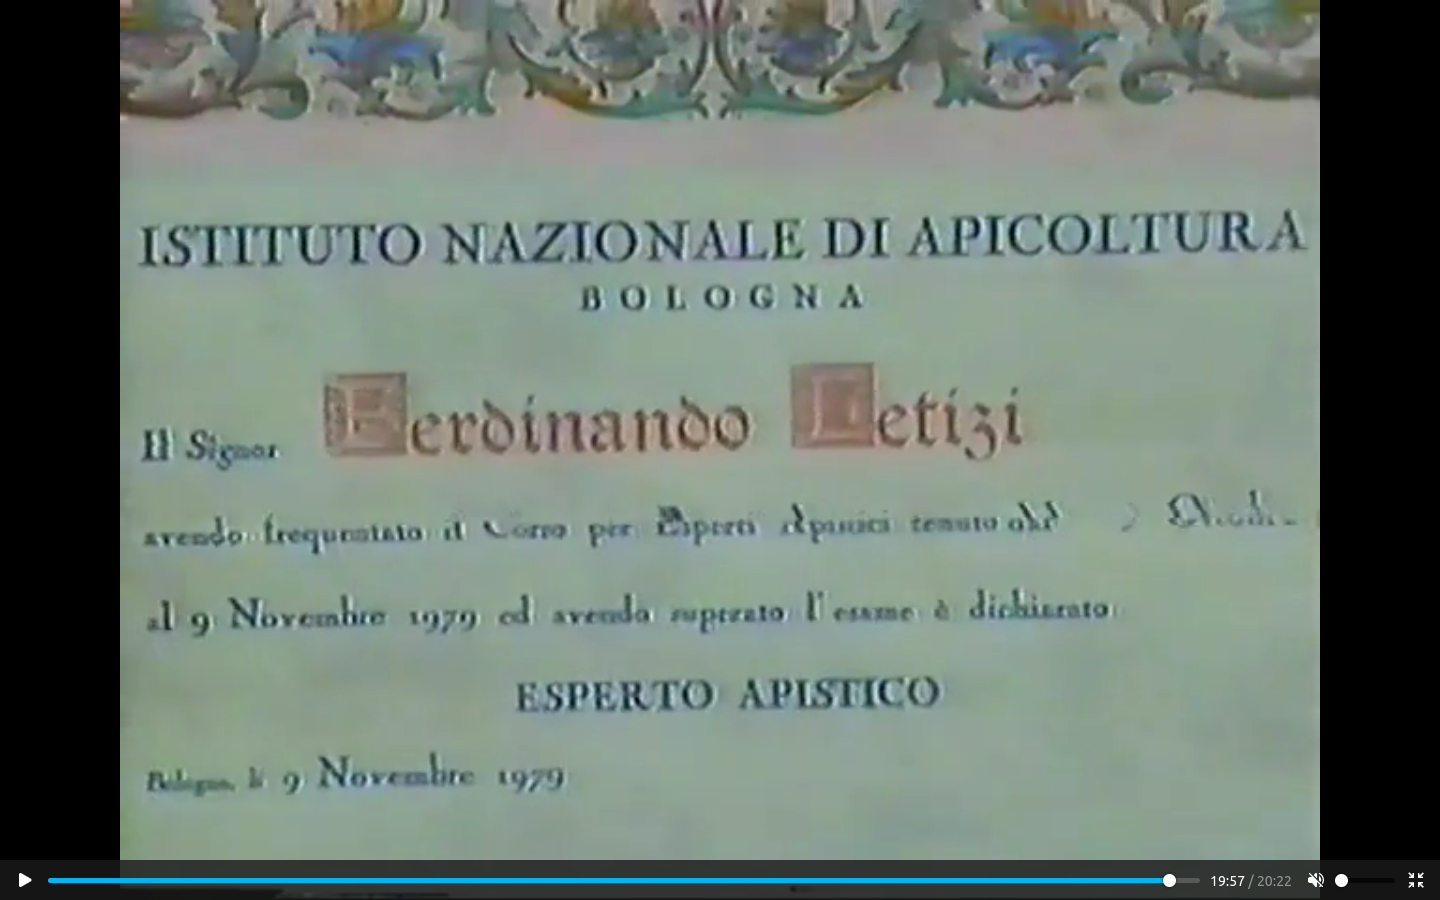 ISTITUTO NAZIONALE DI APICOLTURA
BOLOGNA
Il Signor Ferdinando Letizi
avendo frequentato il Corso per Esperti Apistici tenuto
al 9 Novembre 1979 ed avendo superato l'esame è dichiarato
ESPERTO APISTICO
Bologna, li 9 Novembre 1979
19:57 / 20:22